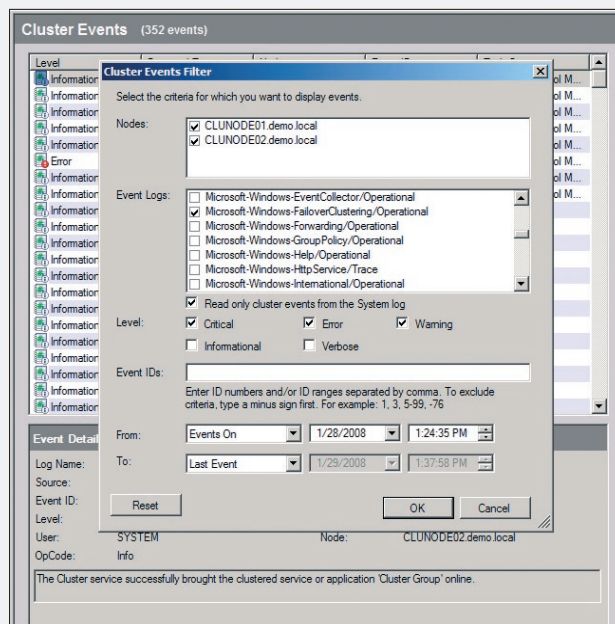 Cluster Events (352 events)
Level
Cluster Events Filter
Information
Select the criteria for which you want to display events.
ol M...
Information
ol M...
Information
ol M...
Information
Nodes:
CLUNODE01.demo.local
ol M...
Information
CLUNODE02.demo.local
ol M...
Error
ol M...
Information
ol M...
Information
Event Logs:
Microsoft-Windows-EventCollector/Operational
ol M...
Information
Microsoft-Windows-FailoverClustering/Operational
Information
Microsoft-Windows-Forwarding/Operational
Information
Microsoft-Windows-GroupPolicy/Operational
Information
Microsoft-Windows-Help/Operational
Information
Microsoft-Windows-HttpService/Trace
Information
Microsoft-Windows-International/Operational
Information
Read only cluster events from the System log
Information
Level:
Critical
Error
Warning
Information
Informational
Verbose
Information
Event IDs:
Information
Enter ID numbers and/or ID ranges separated by comma. To exclude
Information
criteria, type a minus sign first. For example: 1, 3, 5-99, -76
Information
From:
Events On
1/28/2008
1:24:35 PM
Event Detail
To:
Last Event
1/29/2008
1:37:58 PM
Log Name:
Source:
Event ID:
Reset
OK
Cancel
Level:
User:
SYSTEM
Node:
CLUNODE02.demo.local
OpCode:
Info
The Cluster service successfully brought the clustered service or application 'Cluster Group' online.